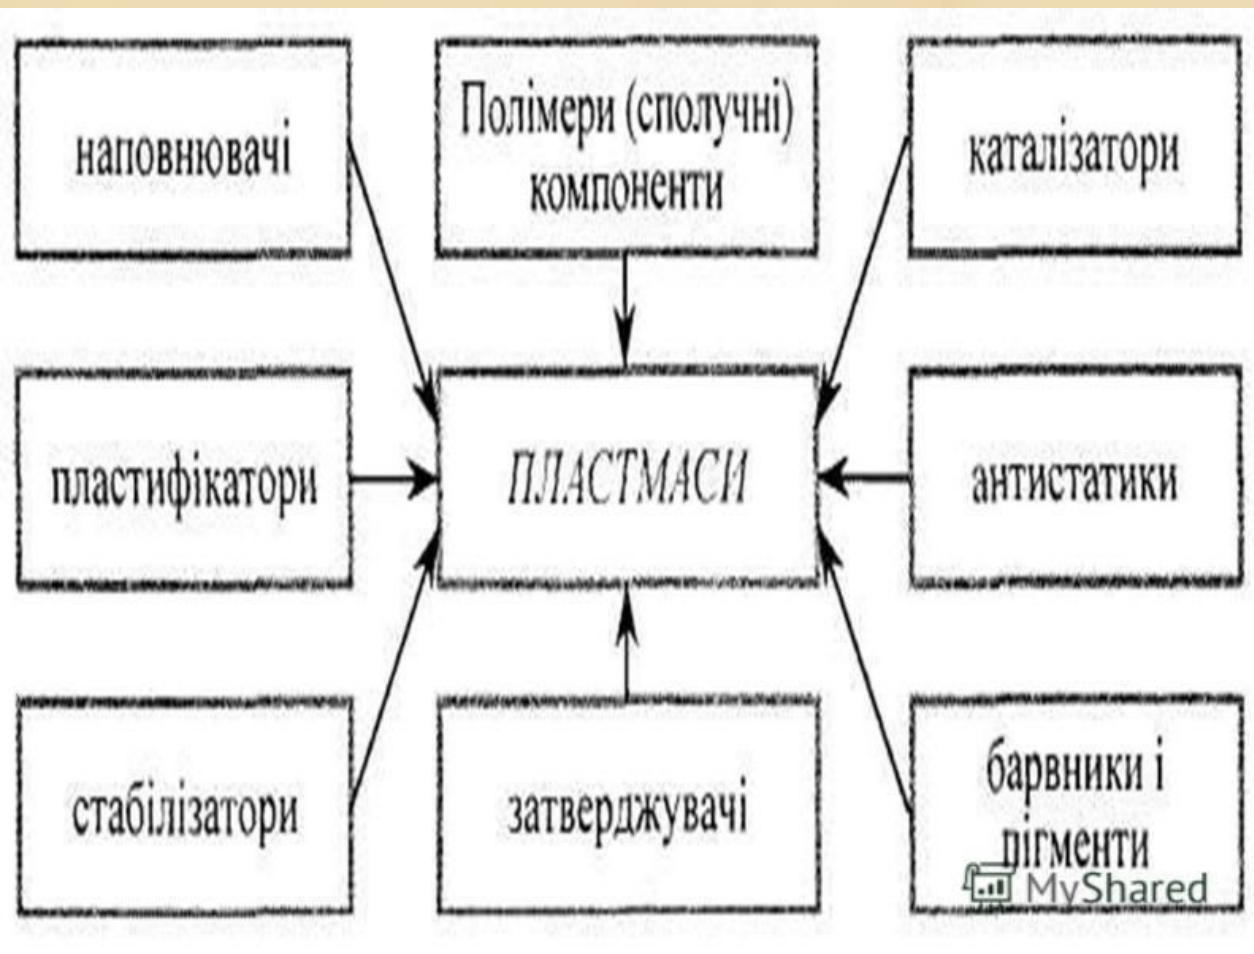 наповнювачі
Полімери (сполучні)
компоненти
каталізатори
пластифікатори
ПЛАСТМАСИ
антистатики
стабілізатори
затверджувачі
барвники і
пігменти
MyShared